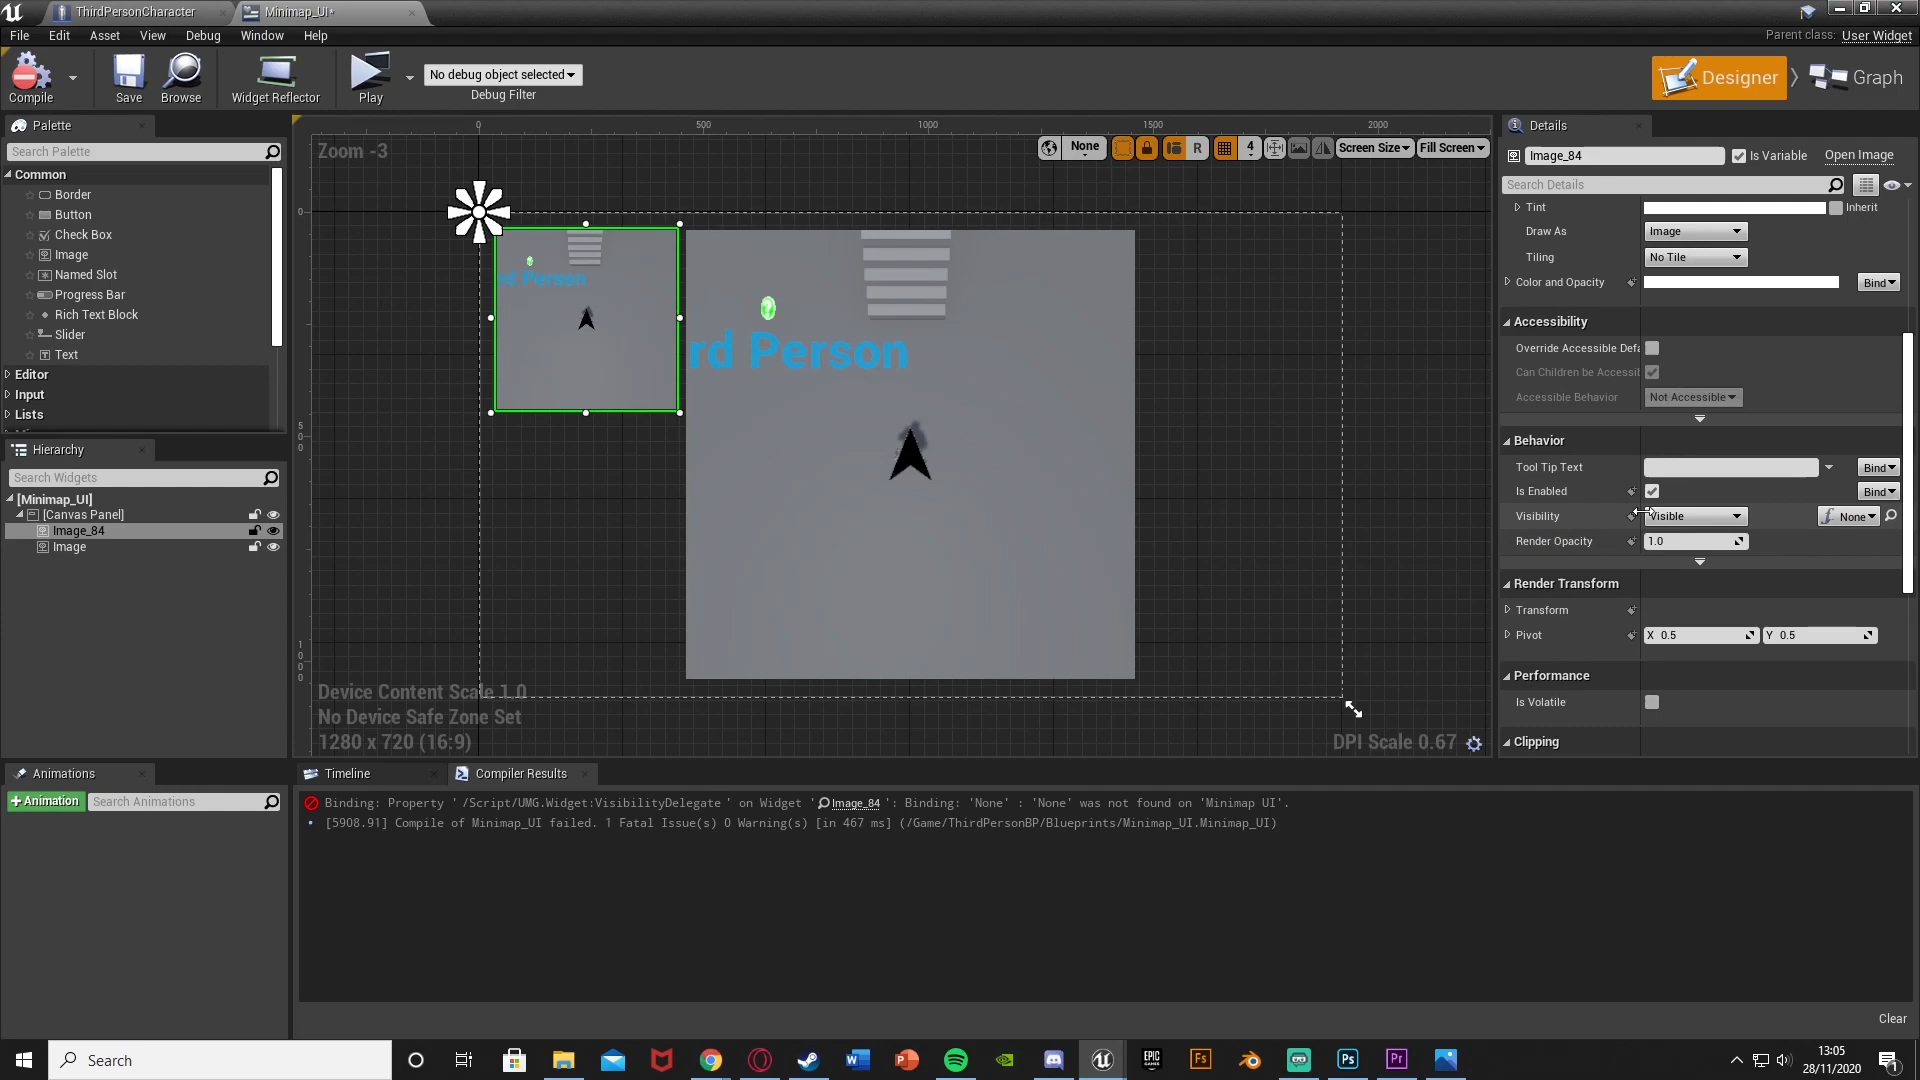 ThirdPersonCharacter
Minimap_UI*
File Edit Asset View Debug Window Help
Parent class: User Widget
Compile
Save
Browse
Widget Reflector
Play
No debug object selected
Debug Filter
Designer
Graph
Palette
Search Palette
Common
Border
Button
Check Box
Image
Named Slot
Progress Bar
Rich Text Block
Slider
Text
Editor
Input
Lists
Hierarchy
Search Widgets
[Minimap_UI]
[Canvas Panel]
Image_84
Image
Animations
+Animation
Search Animations
0 500 1000 1500 2000
Zoom -3
None
R
4
Screen Size
Fill Screen
0
500
1000
rd Person
rd Person
Device Content Scale 1.0
No Device Safe Zone Set
1280 x 720 (16:9)
DPI Scale 0.67
Details
Image_84
Is Variable
Open Image
Search Details
Tint
Inherit
Draw As
Image
Tiling
No Tile
Color and Opacity
Bind
Accessibility
Override Accessible Defa
Can Children be Accessib
Accessible Behavior
Not Accessible
Behavior
Tool Tip Text
Bind
Is Enabled
Bind
Visibility
Visible
None
Render Opacity
1.0
Render Transform
Transform
Pivot
X 0.5
Y 0.5
Performance
Is Volatile
Clipping
Timeline
Compiler Results
Binding: Property ' /Script/UMG.Widget:VisibilityDelegate ' on Widget ' Image_84 ': Binding: 'None' : 'None' was not found on 'Minimap UI'.
[5908.91] Compile of Minimap_UI failed. 1 Fatal Issue(s) 0 Warning(s) [in 467 ms] (/Game/ThirdPersonBP/Blueprints/Minimap_UI.Minimap_UI)
Clear
Search
EPIC GAMES
Fs
Ps
Pr
13:05
28/11/2020
1